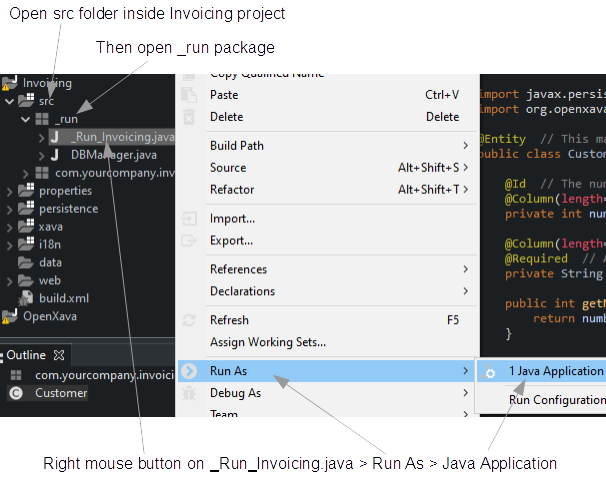 Open src folder inside Invoicing project
Then open _run package
Invoicing
src
_run
_Run_Invoicing.java
DBManager.java
com.yourcompany.inv
properties
persistence
xava
i18n
data
web
build.xml
OpenXava
Outline
com.yourcompany.invoici
Customer
Copy Qualified Name
Paste Ctrl+V
Delete Delete
Build Path
Source Alt+Shift+S
Refactor Alt+Shift+T
Import...
Export...
References
Declarations
Refresh F5
Assign Working Sets...
Run As
Debug As
Team
1 Java Application
Run Configuration
import javax.persis
import org.openxava
@Entity // This ma
public class Custom
@Id // The num
@Column(length=
private int num
@Column(length=
@Required // A
private String
public int getN
return numb
}
Right mouse button on _Run_Invoicing.java > Run As > Java Application